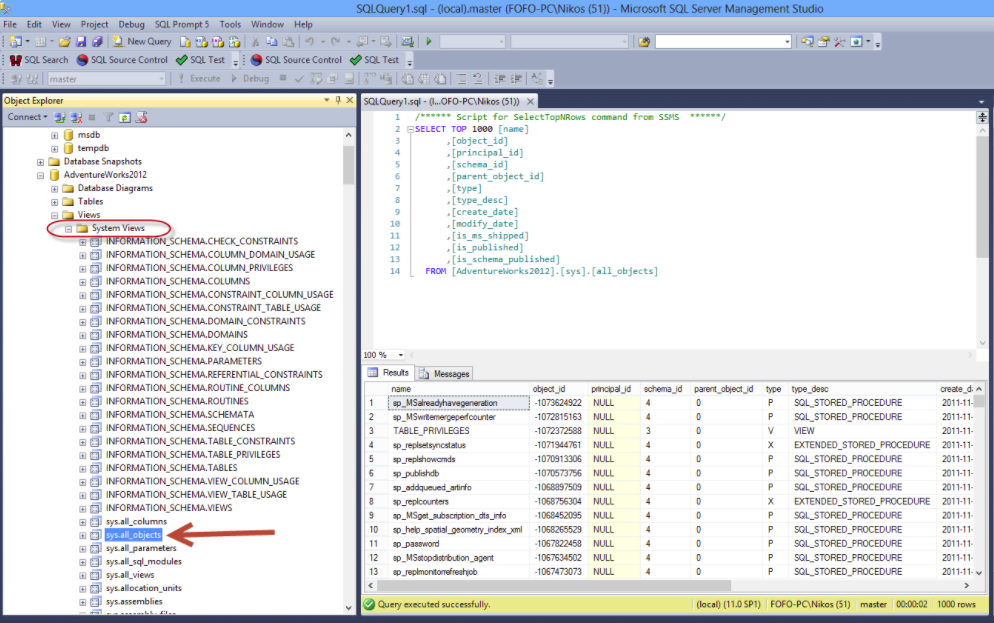 SQLQuery1.sql - (local).master (FOFO-PC\Nikos (51)) - Microsoft SQL Server Management Studio
File Edit View Project Debug SQL Prompt 5 Tools Window Help
New Query
SQL Search SQL Source Control SQL Test SQL Source Control SQL Test
master Execute Debug
Object Explorer
Connect
msdb
tempdb
Database Snapshots
AdventureWorks2012
Database Diagrams
Tables
Views
System Views
INFORMATION_SCHEMA.CHECK_CONSTRAINTS
INFORMATION_SCHEMA.COLUMN_DOMAIN_USAGE
INFORMATION_SCHEMA.COLUMN_PRIVILEGES
INFORMATION_SCHEMA.COLUMNS
INFORMATION_SCHEMA.CONSTRAINT_COLUMN_USAGE
INFORMATION_SCHEMA.CONSTRAINT_TABLE_USAGE
INFORMATION_SCHEMA.DOMAIN_CONSTRAINTS
INFORMATION_SCHEMA.DOMAINS
INFORMATION_SCHEMA.KEY_COLUMN_USAGE
INFORMATION_SCHEMA.PARAMETERS
INFORMATION_SCHEMA.REFERENTIAL_CONSTRAINTS
INFORMATION_SCHEMA.ROUTINE_COLUMNS
INFORMATION_SCHEMA.ROUTINES
INFORMATION_SCHEMA.SCHEMATA
INFORMATION_SCHEMA.SEQUENCES
INFORMATION_SCHEMA.TABLE_CONSTRAINTS
INFORMATION_SCHEMA.TABLE_PRIVILEGES
INFORMATION_SCHEMA.TABLES
INFORMATION_SCHEMA.VIEW_COLUMN_USAGE
INFORMATION_SCHEMA.VIEW_TABLE_USAGE
INFORMATION_SCHEMA.VIEWS
sys.all_columns
sys.all_objects
sys.all_parameters
sys.all_sql_modules
sys.all_views
sys.allocation_units
sys.assemblies
SQLQuery1.sql - (l...OFO-PC\Nikos (51))
1 /****** Script for SelectTopNRows command from SSMS ******/
2 SELECT TOP 1000 [name]
3 ,[object_id]
4 ,[principal_id]
5 ,[schema_id]
6 ,[parent_object_id]
7 ,[type]
8 ,[type_desc]
9 ,[create_date]
10 ,[modify_date]
11 ,[is_ms_shipped]
12 ,[is_published]
13 ,[is_schema_published]
14 FROM [AdventureWorks2012].[sys].[all_objects]
100 %
Results Messages
name object_id principal_id schema_id parent_object_id type type_desc create_da
1 sp_MSalreadyhavegeneration -1073624922 NULL 4 0 P SQL_STORED_PROCEDURE 2011-11-
2 sp_MSwritemergeperfcounter -1072815163 NULL 4 0 P SQL_STORED_PROCEDURE 2011-11-
3 TABLE_PRIVILEGES -1072372588 NULL 3 0 V VIEW 2011-11-
4 sp_replsetsyncstatus -1071944761 NULL 4 0 X EXTENDED_STORED_PROCEDURE 2011-11-
5 sp_replshowcmds -1070913306 NULL 4 0 P SQL_STORED_PROCEDURE 2011-11-
6 sp_publishdb -1070573756 NULL 4 0 P SQL_STORED_PROCEDURE 2011-11-
7 sp_addqueued_artinfo -1068897509 NULL 4 0 P SQL_STORED_PROCEDURE 2011-11-
8 sp_replcounters -1068756304 NULL 4 0 X EXTENDED_STORED_PROCEDURE 2011-11-
9 sp_MSget_subscription_dts_info -1068452095 NULL 4 0 P SQL_STORED_PROCEDURE 2011-11-
10 sp_help_spatial_geometry_index_xml -1068265529 NULL 4 0 P SQL_STORED_PROCEDURE 2011-11-
11 sp_password -1067822458 NULL 4 0 P SQL_STORED_PROCEDURE 2011-11-
12 sp_MSstopdistribution_agent -1067634502 NULL 4 0 P SQL_STORED_PROCEDURE 2011-11-
13 sp_replmonitorrefreshjob -1067473073 NULL 4 0 P SQL_STORED_PROCEDURE 2011-11-
Query executed successfully. (local) (11.0 SP1) FOFO-PC\Nikos (51) master 00:00:02 1000 rows